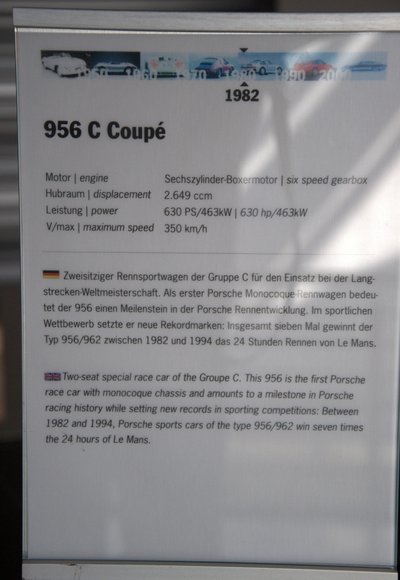 1950 1960 1970 1980 1990 200
1982
956 C Coupé
Motor | engine Sechszylinder-Boxermotor | six speed gearbox
Hubraum | displacement 2.649 ccm
Leistung | power 630 PS/463kW | 630 hp/463kW
V/max | maximum speed 350 km/h
Zweisitziger Rennsportwagen der Gruppe C für den Einsatz bei der Lang-
strecken-Weltmeisterschaft. Als erster Porsche Monocoque-Rennwagen bedeu-
tet der 956 einen Meilenstein in der Porsche Rennentwicklung. Im sportlichen
Wettbewerb setzte er neue Rekordmarken: Insgesamt sieben Mal gewinnt der
Typ 956/962 zwischen 1982 und 1994 das 24 Stunden Rennen von Le Mans.
Two-seat special race car of the Groupe C. This 956 is the first Porsche
race car with monocoque chassis and amounts to a milestone in Porsche
racing history while setting new records in sporting competitions: Between
1982 and 1994, Porsche sports cars of the type 956/962 win seven times
the 24 hours of Le Mans.